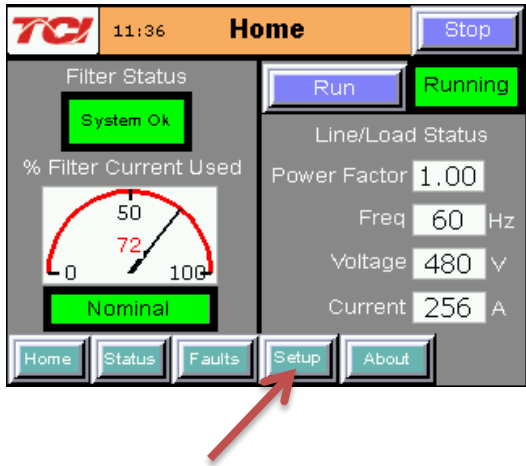 TCI 11:36 Home Stop
Filter Status
System Ok
% Filter Current Used
50
72
0 100
Nominal
Run Running
Line/Load Status
Power Factor 1.00
Freq 60 Hz
Voltage 480 V
Current 256 A
Home Status Faults Setup About